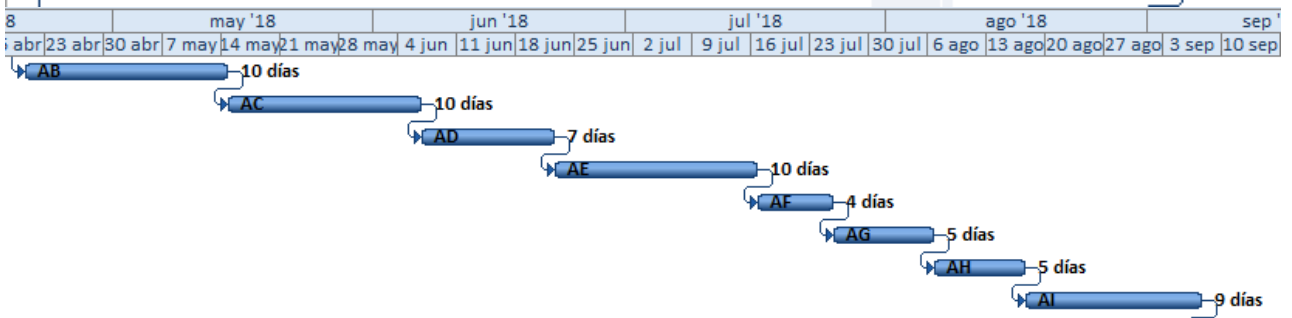 8 may '18 jun '18 jul '18 ago '18 sep '
abr 23 abr 30 abr 7 may 14 may 21 may 28 may 4 jun 11 jun 18 jun 25 jun 2 jul 9 jul 16 jul 23 jul 30 jul 6 ago 13 ago 20 ago 27 ago 3 sep 10 sep
AB 10 días
AC 10 días
AD 7 días
AE 10 días
AF 4 días
AG 5 días
AH 5 días
AI 9 días